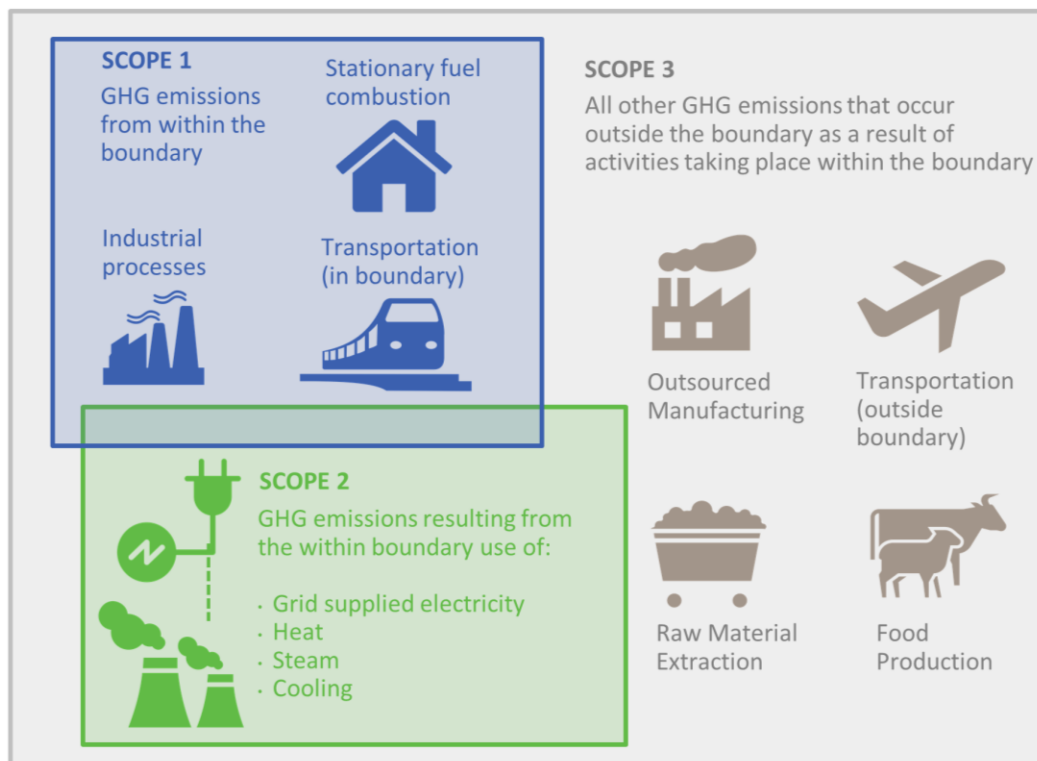 SCOPE 1
GHG emissions
from within the
boundary
Stationary fuel
combustion
Industrial
processes
Transportation
(in boundary)
SCOPE 2
GHG emissions resulting from
the within boundary use of:
· Grid supplied electricity
· Heat
· Steam
· Cooling
SCOPE 3
All other GHG emissions that occur
outside the boundary as a result of
activities taking place within the boundary
Outsourced
Manufacturing
Transportation
(outside
boundary)
Raw Material
Extraction
Food
Production